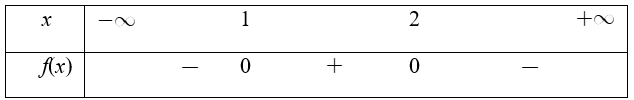 x −∞ 1 2 +∞
f(x) − 0 + 0 −